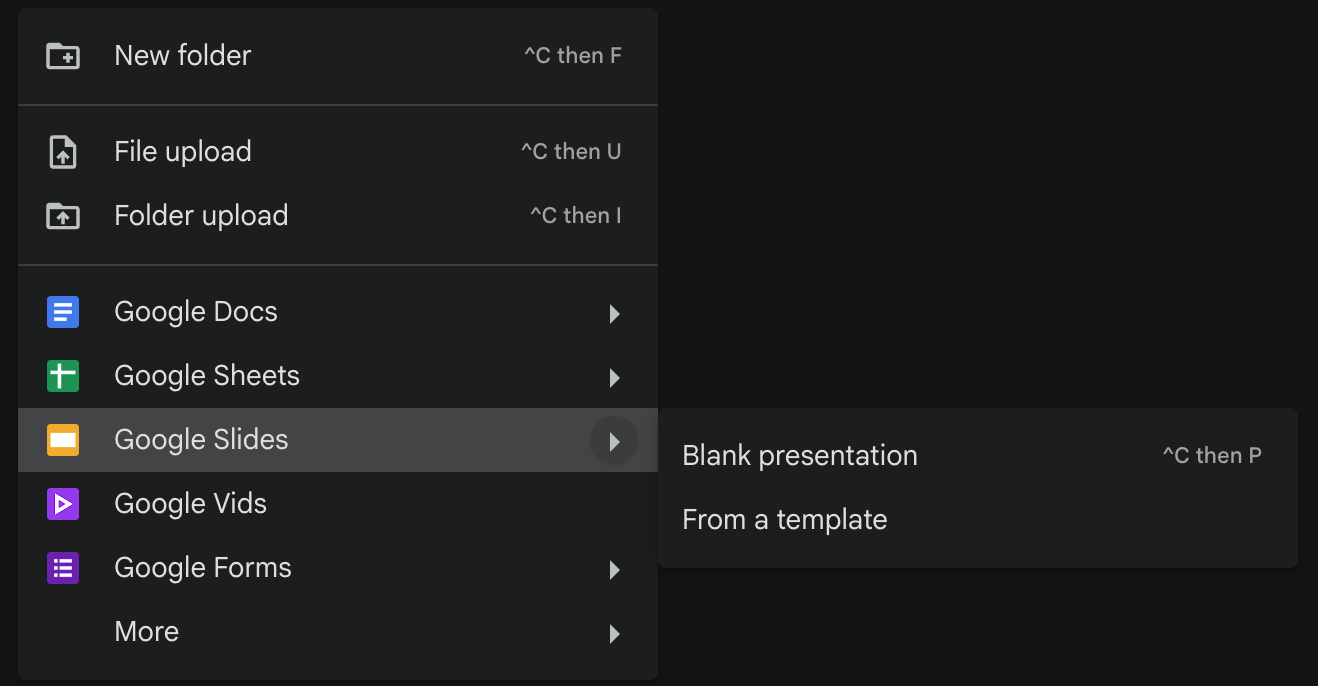 New folder ^C then F
File upload ^C then U
Folder upload ^C then I
Google Docs
Google Sheets
Google Slides
Blank presentation ^C then P
From a template
Google Vids
Google Forms
More